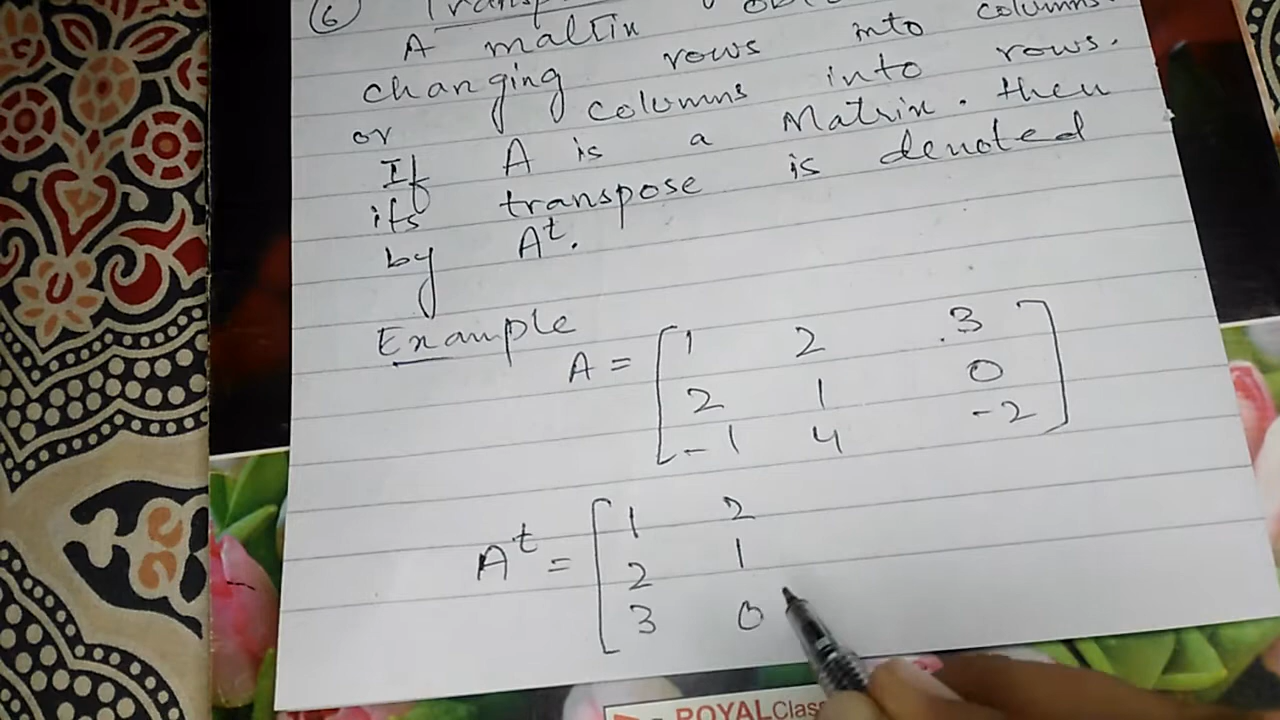 (6)
A matrix
changing rows into columns.
or columns into rows.
If A is a Matrix. then
its transpose is denoted
by Aᵗ.
Example
A = [ 1 2 3
2 1 0
-1 4 -2 ]
Aᵗ = [ 1 2
2 1
3 0
ROYAL Class